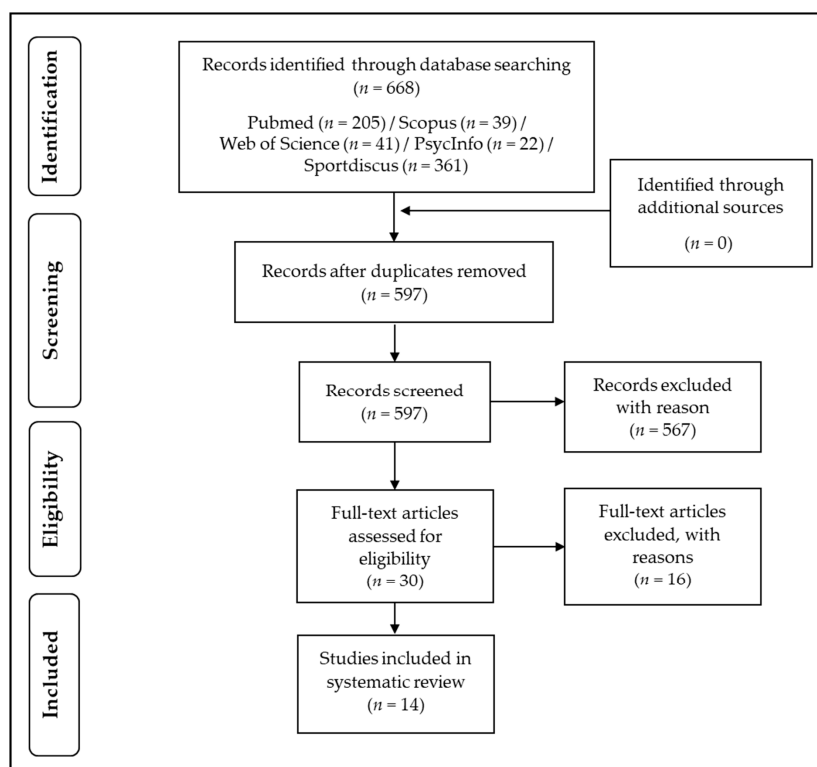 Identification
Records identified through database searching
(n = 668)
Pubmed (n = 205) / Scopus (n = 39) /
Web of Science (n = 41) / PsycInfo (n = 22) /
Sportdiscus (n = 361)
Identified through
additional sources
(n = 0)
Screening
Records after duplicates removed
(n = 597)
Records screened
(n = 597)
Records excluded
with reason
(n = 567)
Eligibility
Full-text articles
assessed for
eligibility
(n = 30)
Full-text articles
excluded, with
reasons
(n = 16)
Included
Studies included in
systematic review
(n = 14)